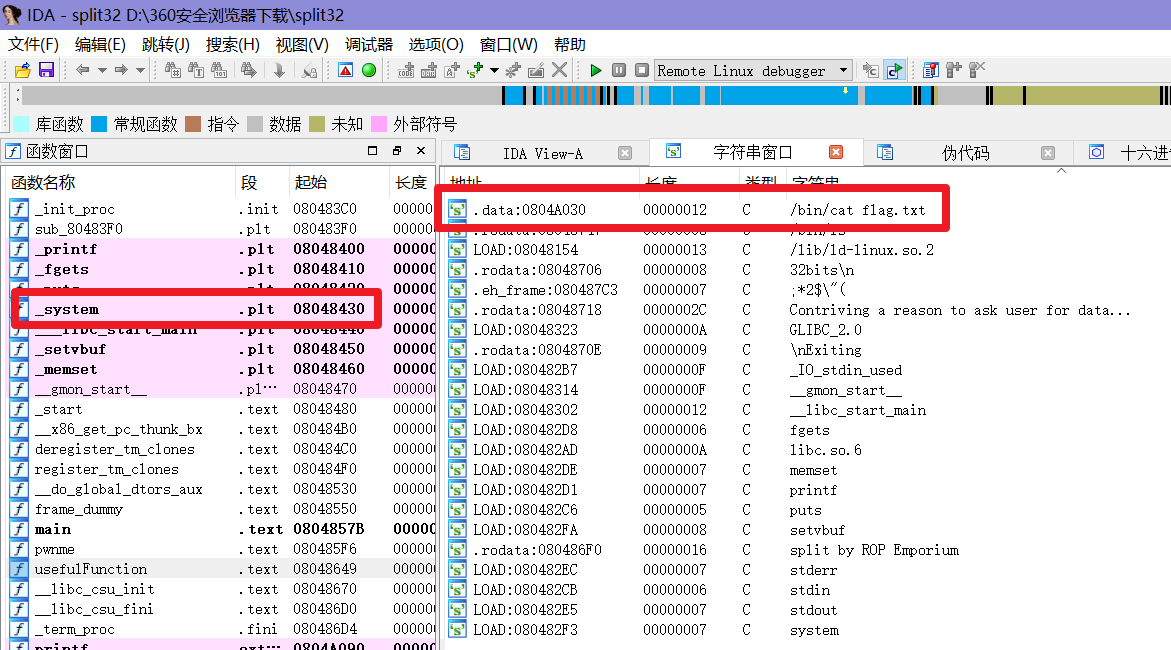 IDA - split32 D:\360安全浏览器下载\split32
文件(F) 编辑(E) 跳转(J) 搜索(H) 视图(V) 调试器 选项(O) 窗口(W) 帮助
Remote Linux debugger
库函数 常规函数 指令 数据 未知 外部符号
函数窗口 IDA View-A 字符串窗口 伪代码 十六进
函数名称 段 起始 长度 地址 长度 类型 字符串
_init_proc .init 080483C0 00000 .data:0804A030 00000012 C /bin/cat flag.txt
sub_80483F0 .plt 080483F0 00000
_printf .plt 08048400 00000 LOAD:08048154 00000013 C /lib/ld-linux.so.2
_fgets .plt 08048410 00000 .rodata:08048706 00000008 C 32bits\n
.eh_frame:080487C3 00000007 C ;*2$\"(
_system .plt 08048430 00000 .rodata:08048718 0000002C C Contriving a reason to ask user for data...
___libc_start_main .plt 08048440 00000 LOAD:08048323 0000000A C GLIBC_2.0
_setvbuf .plt 08048450 00000 .rodata:0804870E 00000009 C \nExiting
_memset .plt 08048460 00000 LOAD:080482B7 0000000F C _IO_stdin_used
__gmon_start__ .pl··· 08048470 00000 LOAD:08048314 0000000F C __gmon_start__
_start .text 08048480 00000 LOAD:08048302 00000012 C __libc_start_main
__x86_get_pc_thunk_bx .text 080484B0 00000 LOAD:080482D8 00000006 C fgets
deregister_tm_clones .text 080484C0 00000 LOAD:080482AD 0000000A C libc.so.6
register_tm_clones .text 080484F0 00000 LOAD:080482DE 00000007 C memset
__do_global_dtors_aux .text 08048530 00000 LOAD:080482D1 00000007 C printf
frame_dummy .text 08048550 00000 LOAD:080482C6 00000005 C puts
main .text 0804857B 00000 LOAD:080482FA 00000008 C setvbuf
pwnme .text 080485F6 00000 .rodata:080486F0 00000016 C split by ROP Emporium
usefulFunction .text 08048649 00000 LOAD:080482EC 00000007 C stderr
__libc_csu_init .text 08048670 00000 LOAD:080482CB 00000006 C stdin
__libc_csu_fini .text 080486D0 00000 LOAD:080482E5 00000007 C stdout
_term_proc .fini 080486D4 00000 LOAD:080482F3 00000007 C system
printf ext··· 0804A090 00000